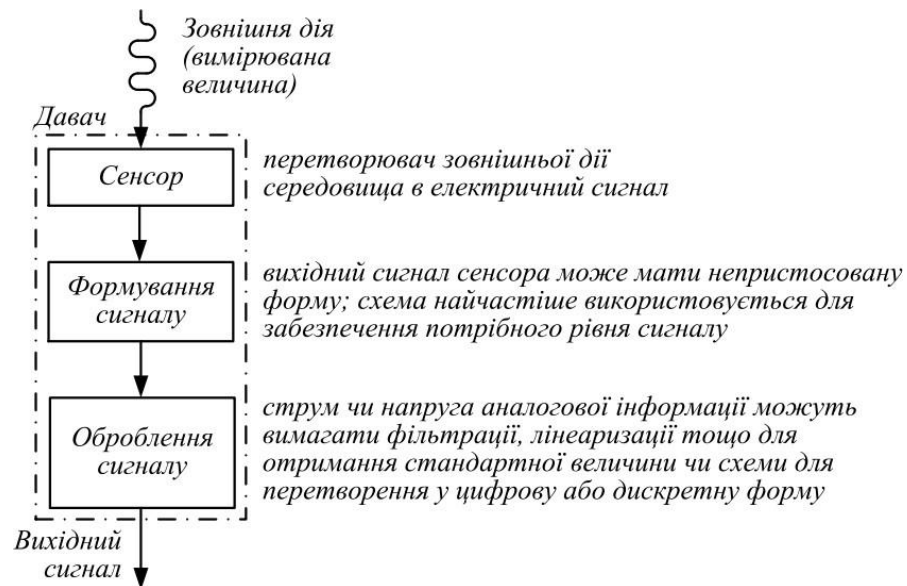 Зовнішня дія
(вимірювана
величина)
Давач
Сенсор
перетворювач зовнішньої дії
середовища в електричний сигнал
Формування
сигналу
вихідний сигнал сенсора може мати непристосовану
форму; схема найчастіше використовується для
забезпечення потрібного рівня сигналу
Оброблення
сигналу
струм чи напруга аналогової інформації можуть
вимагати фільтрації, лінеаризації тощо для
отримання стандартної величини чи схеми для
перетворення у цифрову або дискретну форму
Вихідний
сигнал